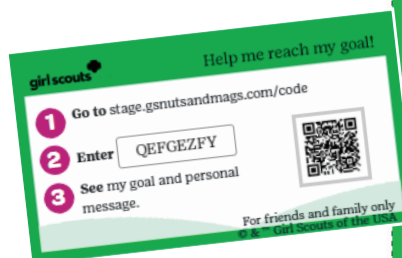 girl scouts
Help me reach my goal!
1 Go to stage.gsnutsandmags.com/code
2 Enter QEFGEZFY
3 See my goal and personal
message.
For friends and family only
© & ™ Girl Scouts of the USA